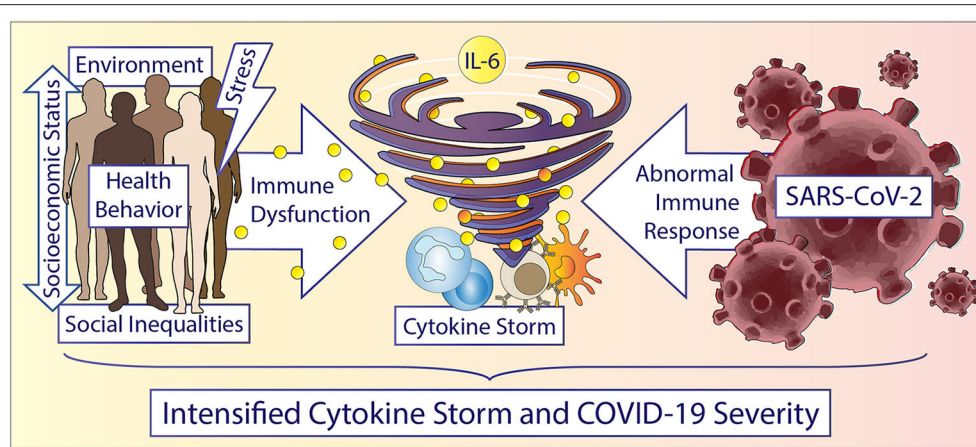 Environment
Stress
Socioeconomic Status
Health
Behavior
Social Inequalities
Immune
Dysfunction
IL-6
Cytokine Storm
Abnormal
Immune
Response
SARS-CoV-2
Intensified Cytokine Storm and COVID-19 Severity